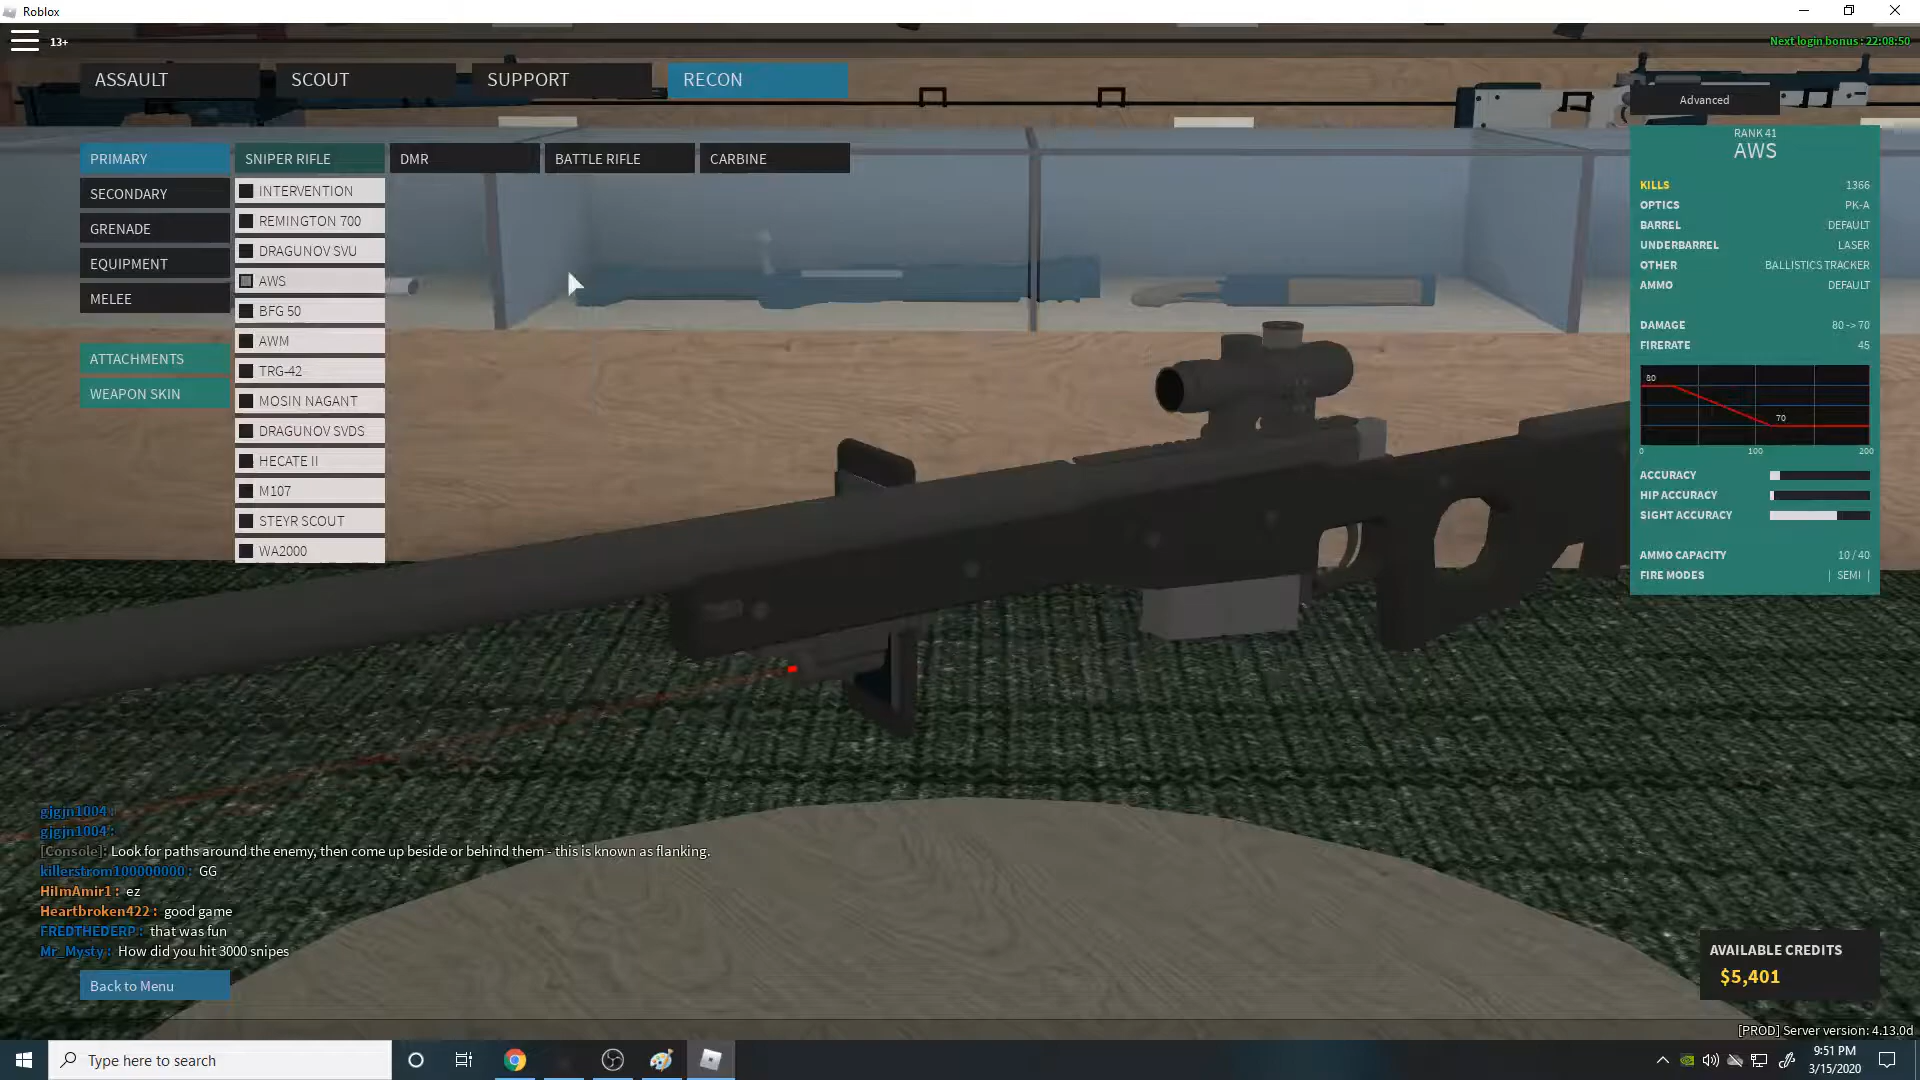 Roblox
13+
Next login bonus : 22:08:50
ASSAULT
SCOUT
SUPPORT
RECON
Advanced
PRIMARY
SECONDARY
GRENADE
EQUIPMENT
MELEE
ATTACHMENTS
WEAPON SKIN
SNIPER RIFLE
DMR
BATTLE RIFLE
CARBINE
INTERVENTION
REMINGTON 700
DRAGUNOV SVU
AWS
BFG 50
AWM
TRG-42
MOSIN NAGANT
DRAGUNOV SVDS
HECATE II
M107
STEYR SCOUT
WA2000
RANK 41
AWS
KILLS 1366
OPTICS PK-A
BARREL DEFAULT
UNDERBARREL LASER
OTHER BALLISTICS TRACKER
AMMO DEFAULT
DAMAGE 80 -> 70
FIRERATE 45
80
70
0 100 200
ACCURACY
HIP ACCURACY
SIGHT ACCURACY
AMMO CAPACITY 10 / 40
FIRE MODES | SEMI |
gjgjn1004 :
gjgjn1004 :
[Console]: Look for paths around the enemy, then come up beside or behind them - this is known as flanking.
killerstrom100000000 : GG
HiImAmir1 : ez
Heartbroken422 : good game
FREDTHEDERP : that was fun
Mr_Mysty : How did you hit 3000 snipes
Back to Menu
AVAILABLE CREDITS
$5,401
[PROD] Server version: 4.13.0d
Type here to search
9:51 PM
3/15/2020